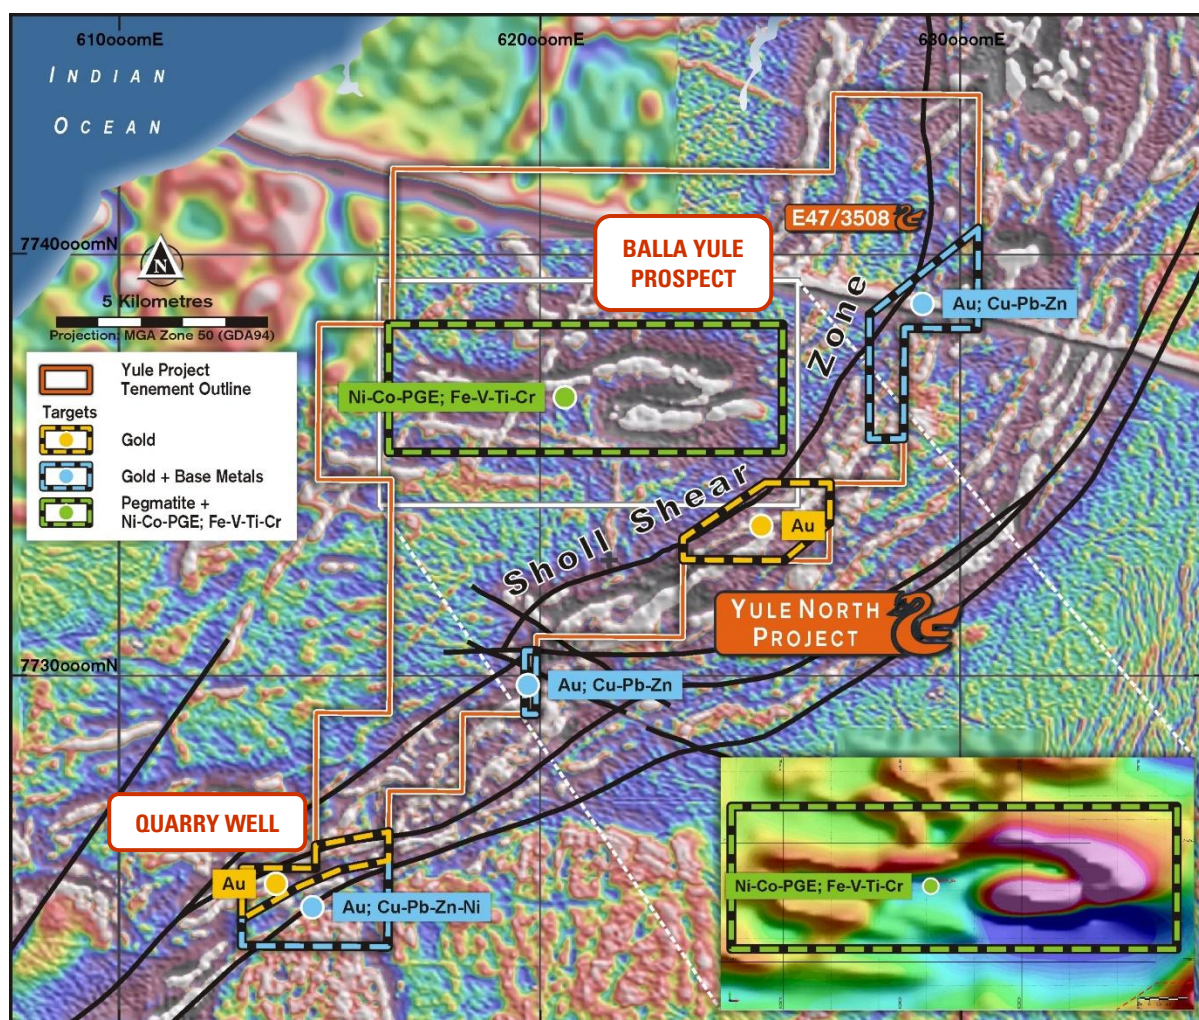 610000mE
620000mE
630000mE
INDIAN
OCEAN
E47/3508
7740000mN
BALLA YULE
PROSPECT
N
5 Kilometres
Projection: MGA Zone 50 (GDA94)
Au; Cu-Pb-Zn
Yule Project
Tenement Outline
Targets
Gold
Gold + Base Metals
Pegmatite +
Ni-Co-PGE; Fe-V-Ti-Cr
Ni-Co-PGE; Fe-V-Ti-Cr
Sholl Shear Zone
Au
YULE NORTH
PROJECT
7730000mN
Au; Cu-Pb-Zn
QUARRY WELL
Au
Au; Cu-Pb-Zn-Ni
Ni-Co-PGE; Fe-V-Ti-Cr